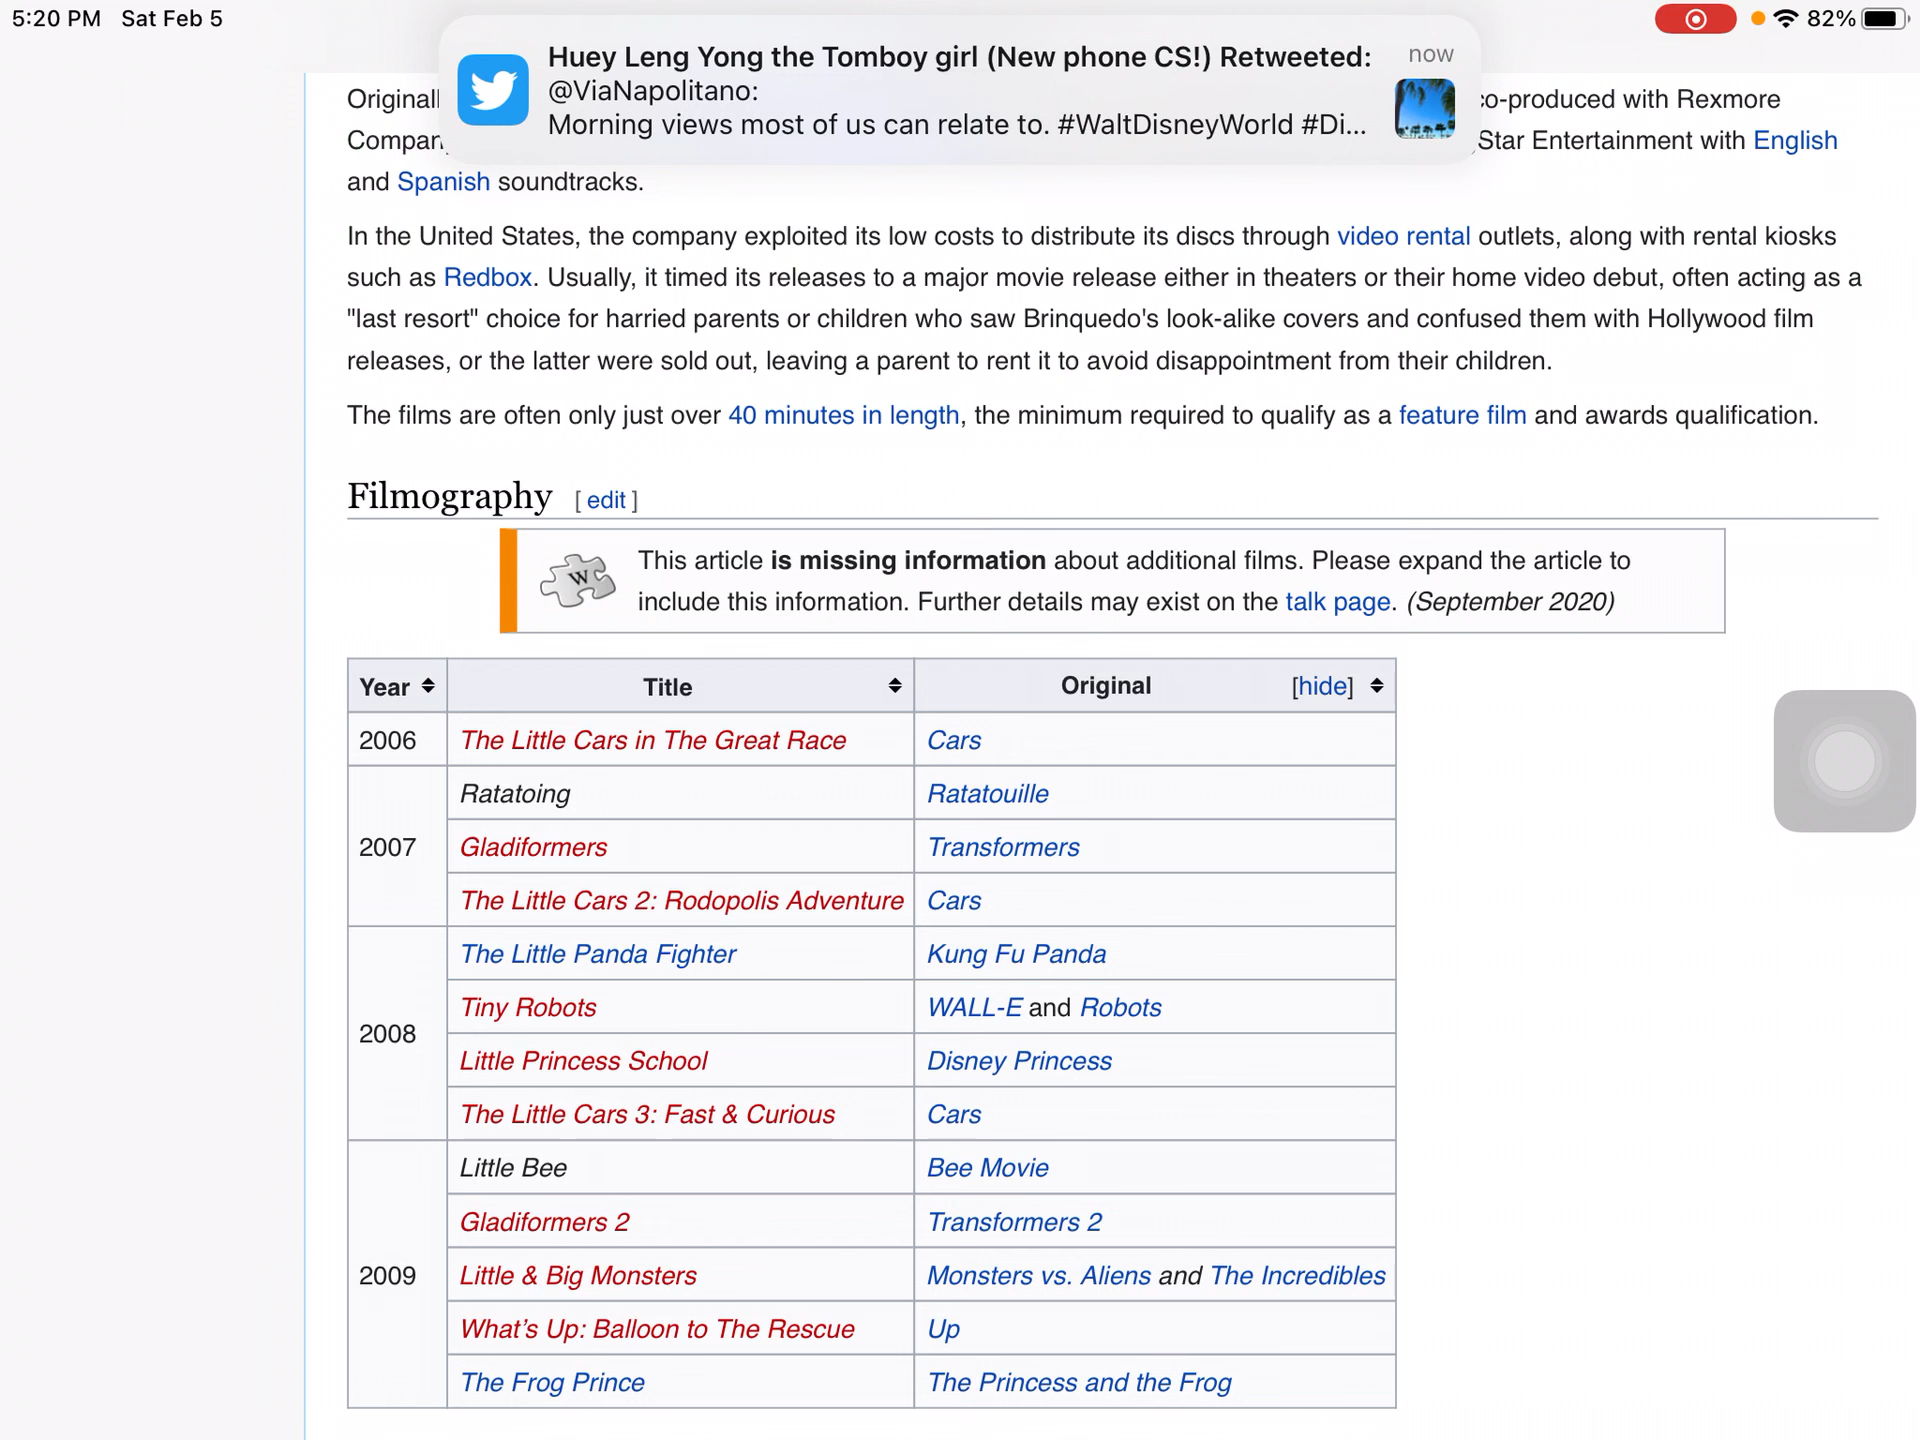 5:20 PM Sat Feb 5
82%
Huey Leng Yong the Tomboy girl (New phone CS!) Retweeted: now
@ViaNapolitano:
Morning views most of us can relate to. #WaltDisneyWorld #Di...
co-produced with Rexmore
Star Entertainment with English
and Spanish soundtracks.
In the United States, the company exploited its low costs to distribute its discs through video rental outlets, along with rental kiosks
such as Redbox. Usually, it timed its releases to a major movie release either in theaters or their home video debut, often acting as a
"last resort" choice for harried parents or children who saw Brinquedo's look-alike covers and confused them with Hollywood film
releases, or the latter were sold out, leaving a parent to rent it to avoid disappointment from their children.
The films are often only just over 40 minutes in length, the minimum required to qualify as a feature film and awards qualification.
Filmography [ edit ]
W
This article is missing information about additional films. Please expand the article to
include this information. Further details may exist on the talk page. (September 2020)
Year Title Original [hide]
2006 The Little Cars in The Great Race Cars
Ratatoing Ratatouille
2007 Gladiformers Transformers
The Little Cars 2: Rodopolis Adventure Cars
The Little Panda Fighter Kung Fu Panda
Tiny Robots WALL-E and Robots
2008
Little Princess School Disney Princess
The Little Cars 3: Fast & Curious Cars
Little Bee Bee Movie
Gladiformers 2 Transformers 2
2009 Little & Big Monsters Monsters vs. Aliens and The Incredibles
What's Up: Balloon to The Rescue Up
The Frog Prince The Princess and the Frog